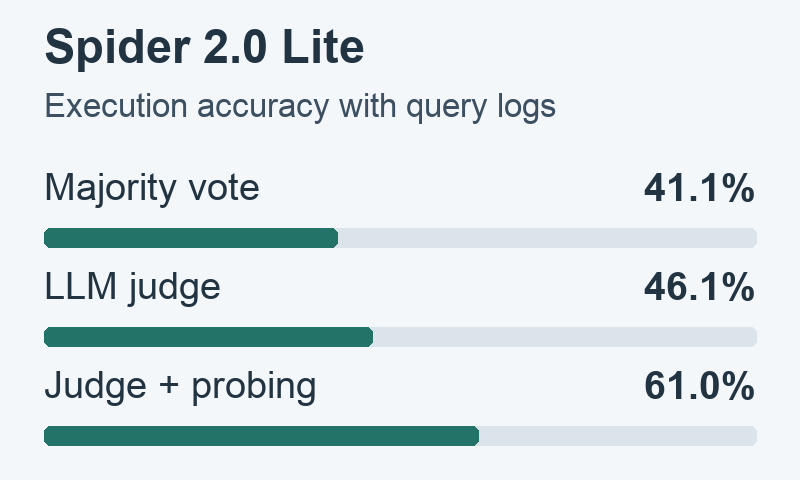 Spider 2.0 Lite
Execution accuracy with query logs
Majority vote 41.1%
LLM judge 46.1%
Judge + probing 61.0%